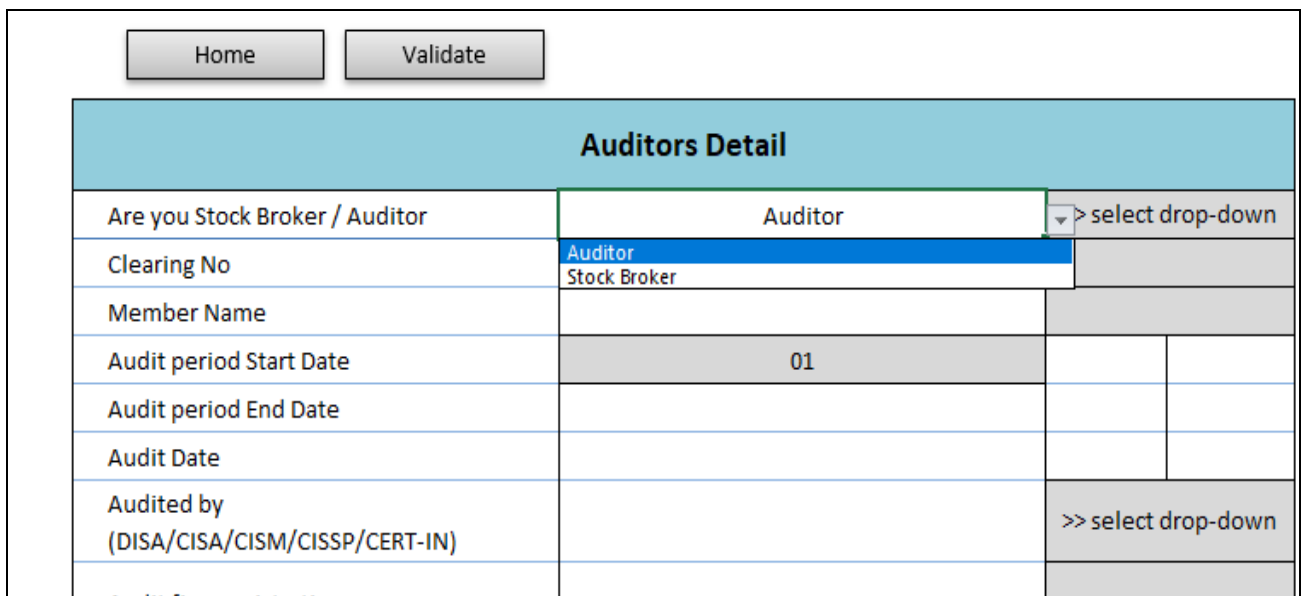 Home Validate
Auditors Detail
Are you Stock Broker / Auditor Auditor > select drop-down
Auditor
Clearing No
Stock Broker
Member Name
Audit period Start Date 01
Audit period End Date
Audit Date
Audited by
(DISA/CISA/CISM/CISSP/CERT-IN) >> select drop-down